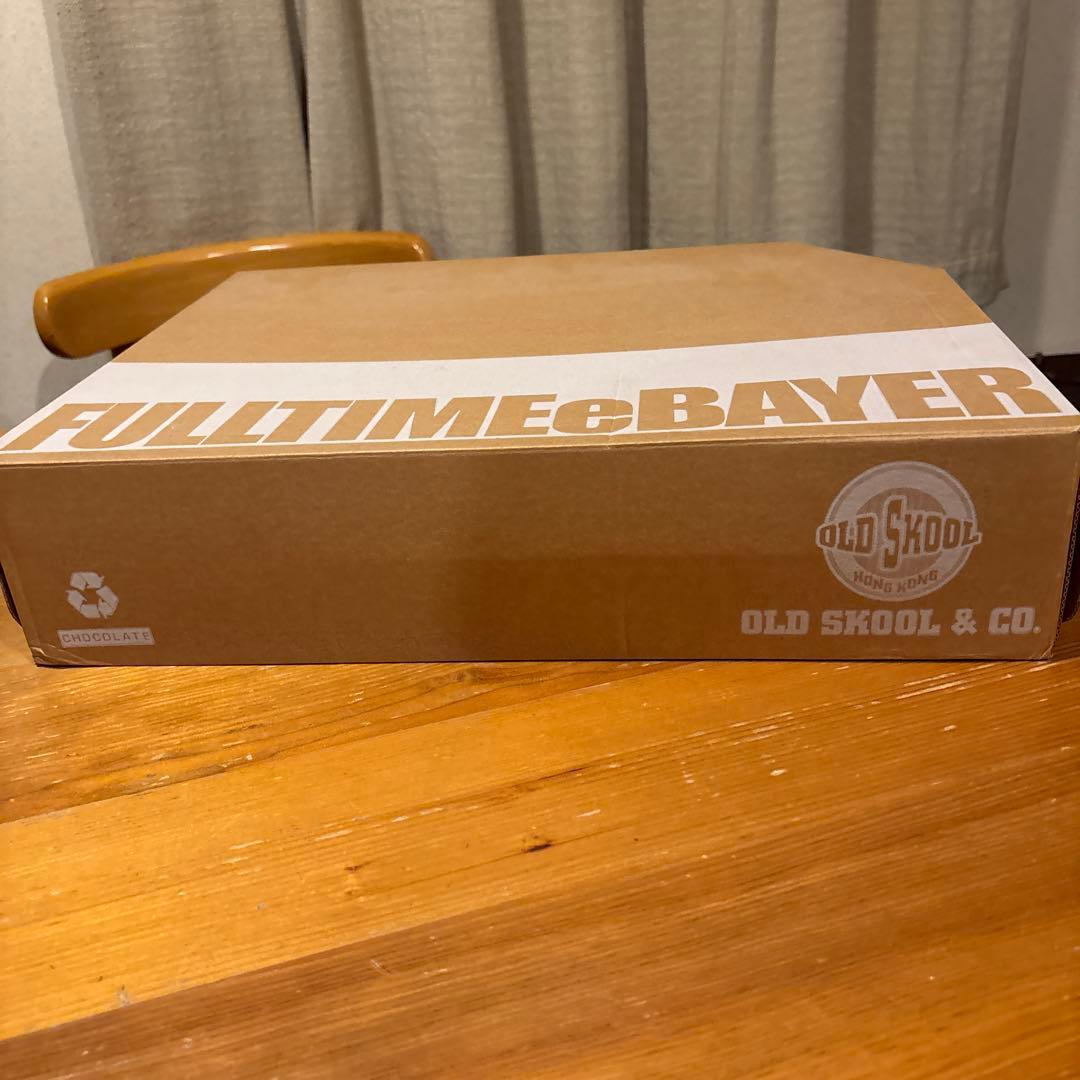 FULLTIMEeBAYER
OLD SKOOL
HONG KONG
OLD SKOOL & CO.
CHOCOLATE